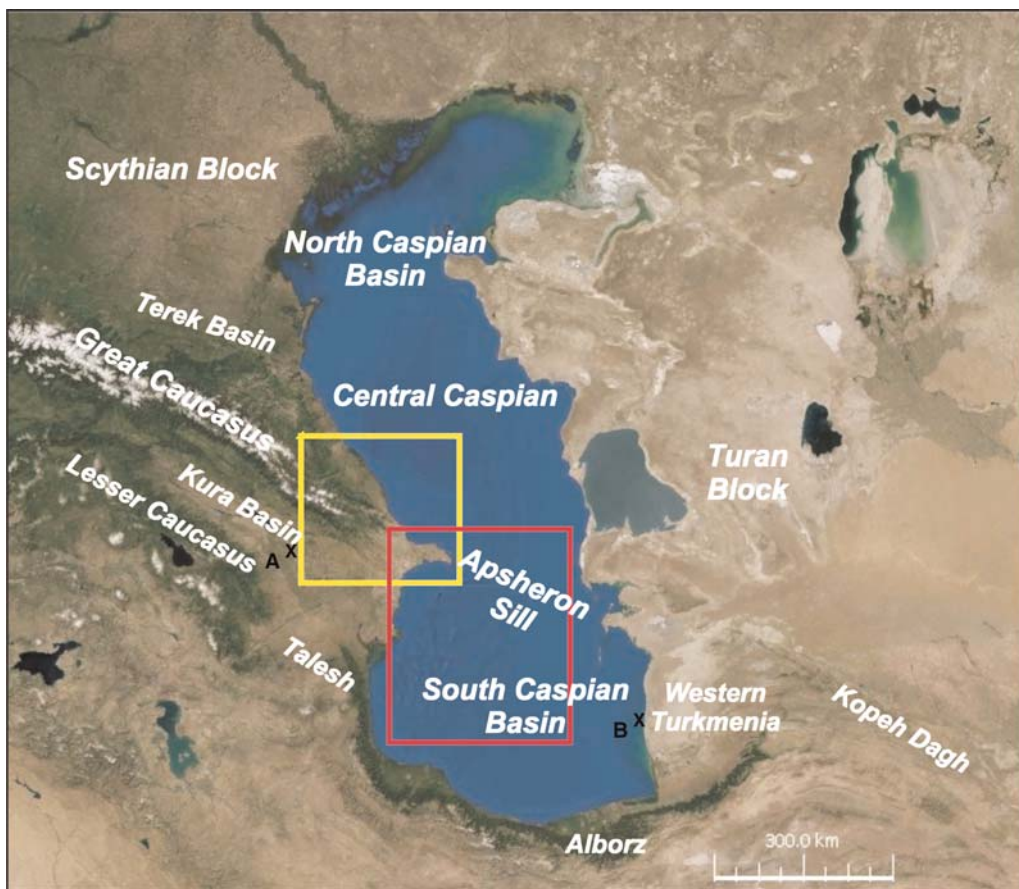 Scythian Block
North Caspian
Basin
Terek Basin
Great Caucasus
Central Caspian
Turan
Block
Kura Basin
Lesser Caucasus
A
x
Apsheron
Sill
Talesh
South Caspian
Basin
Western
Turkmenia
B
x
Kopeh Dagh
Alborz
300.0 km